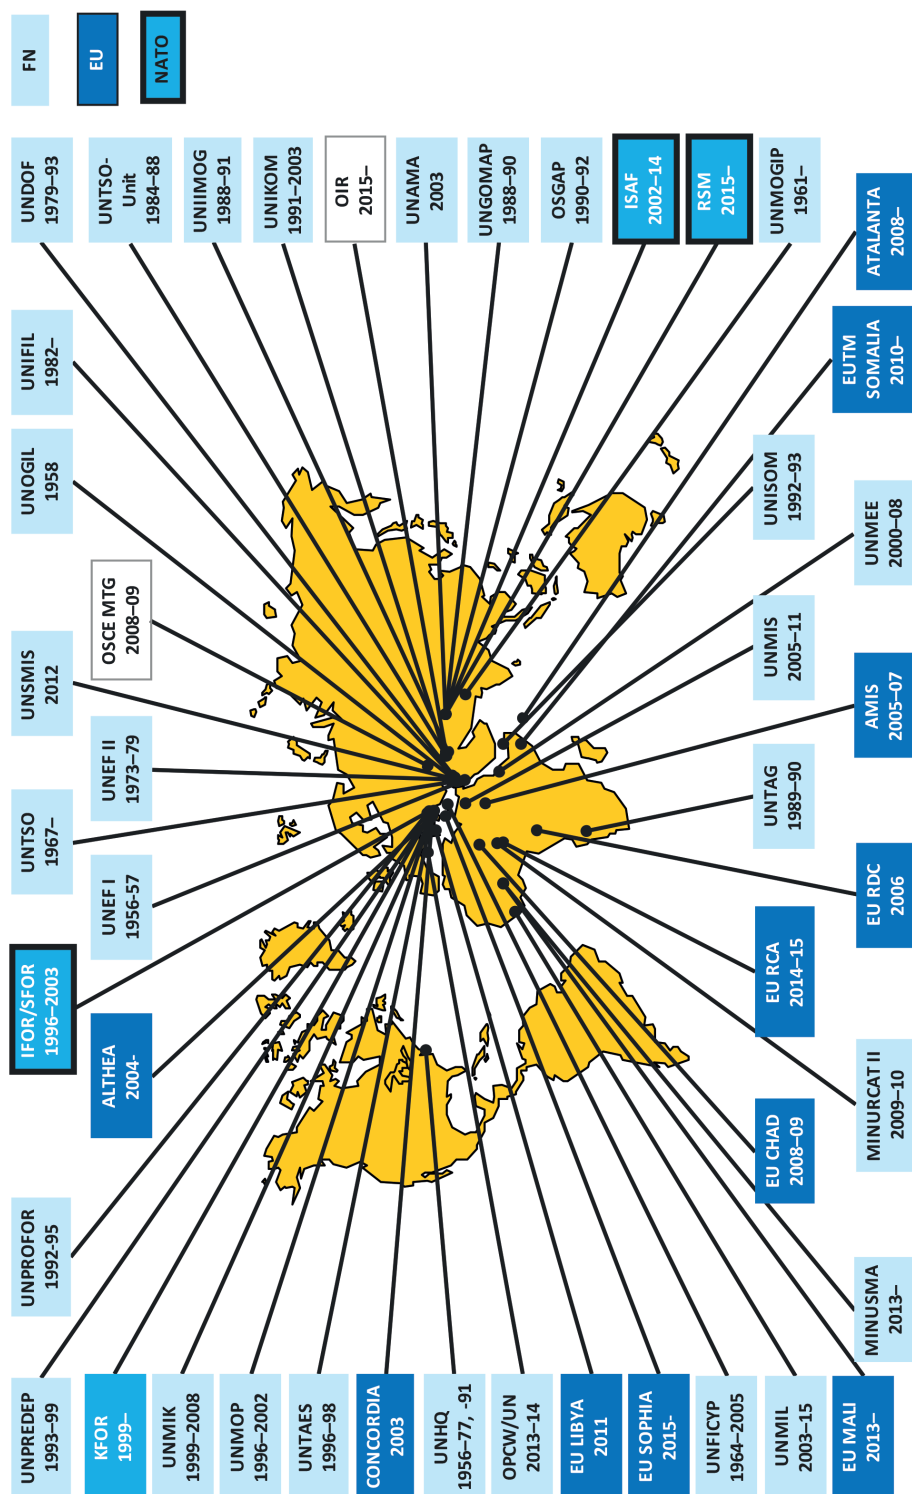 UNPREDEP
1993–99
UNPROFOR
1992-95
IFOR/SFOR
1996–2003
UNTSO
1967–
UNSMIS
2012
UNOGIL
1958
UNIFIL
1982–
UNDOF
1979–93
FN
EU
NATO
KFOR
1999–
ALTHEA
2004-
UNEF I
1956-57
UNEF II
1973–79
OSCE MTG
2008–09
UNTSO-
Unit
1984–88
UNMIK
1999–2008
UNIIMOG
1988–91
UNMOP
1996–2002
UNIKOM
1991–2003
UNTAES
1996–98
OIR
2015–
CONCORDIA
2003
UNAMA
2003
UNHQ
1956–77, -91
UNGOMAP
1988–90
OPCW/UN
2013–14
OSGAP
1990–92
EU LIBYA
2011
ISAF
2002–14
EU SOPHIA
2015-
RSM
2015–
UNFICYP
1964–2005
UNMOGIP
1961–
UNMIL
2003–15
EU CHAD
2008–09
EU RCA
2014–15
UNTAG
1989–90
UNMIS
2005–11
UNISOM
1992–93
EUTM
SOMALIA
2010–
EU MALI
2013–
MINUSMA
2013–
MINURCAT II
2009–10
EU RDC
2006
AMIS
2005–07
UNMEE
2000–08
ATALANTA
2008–